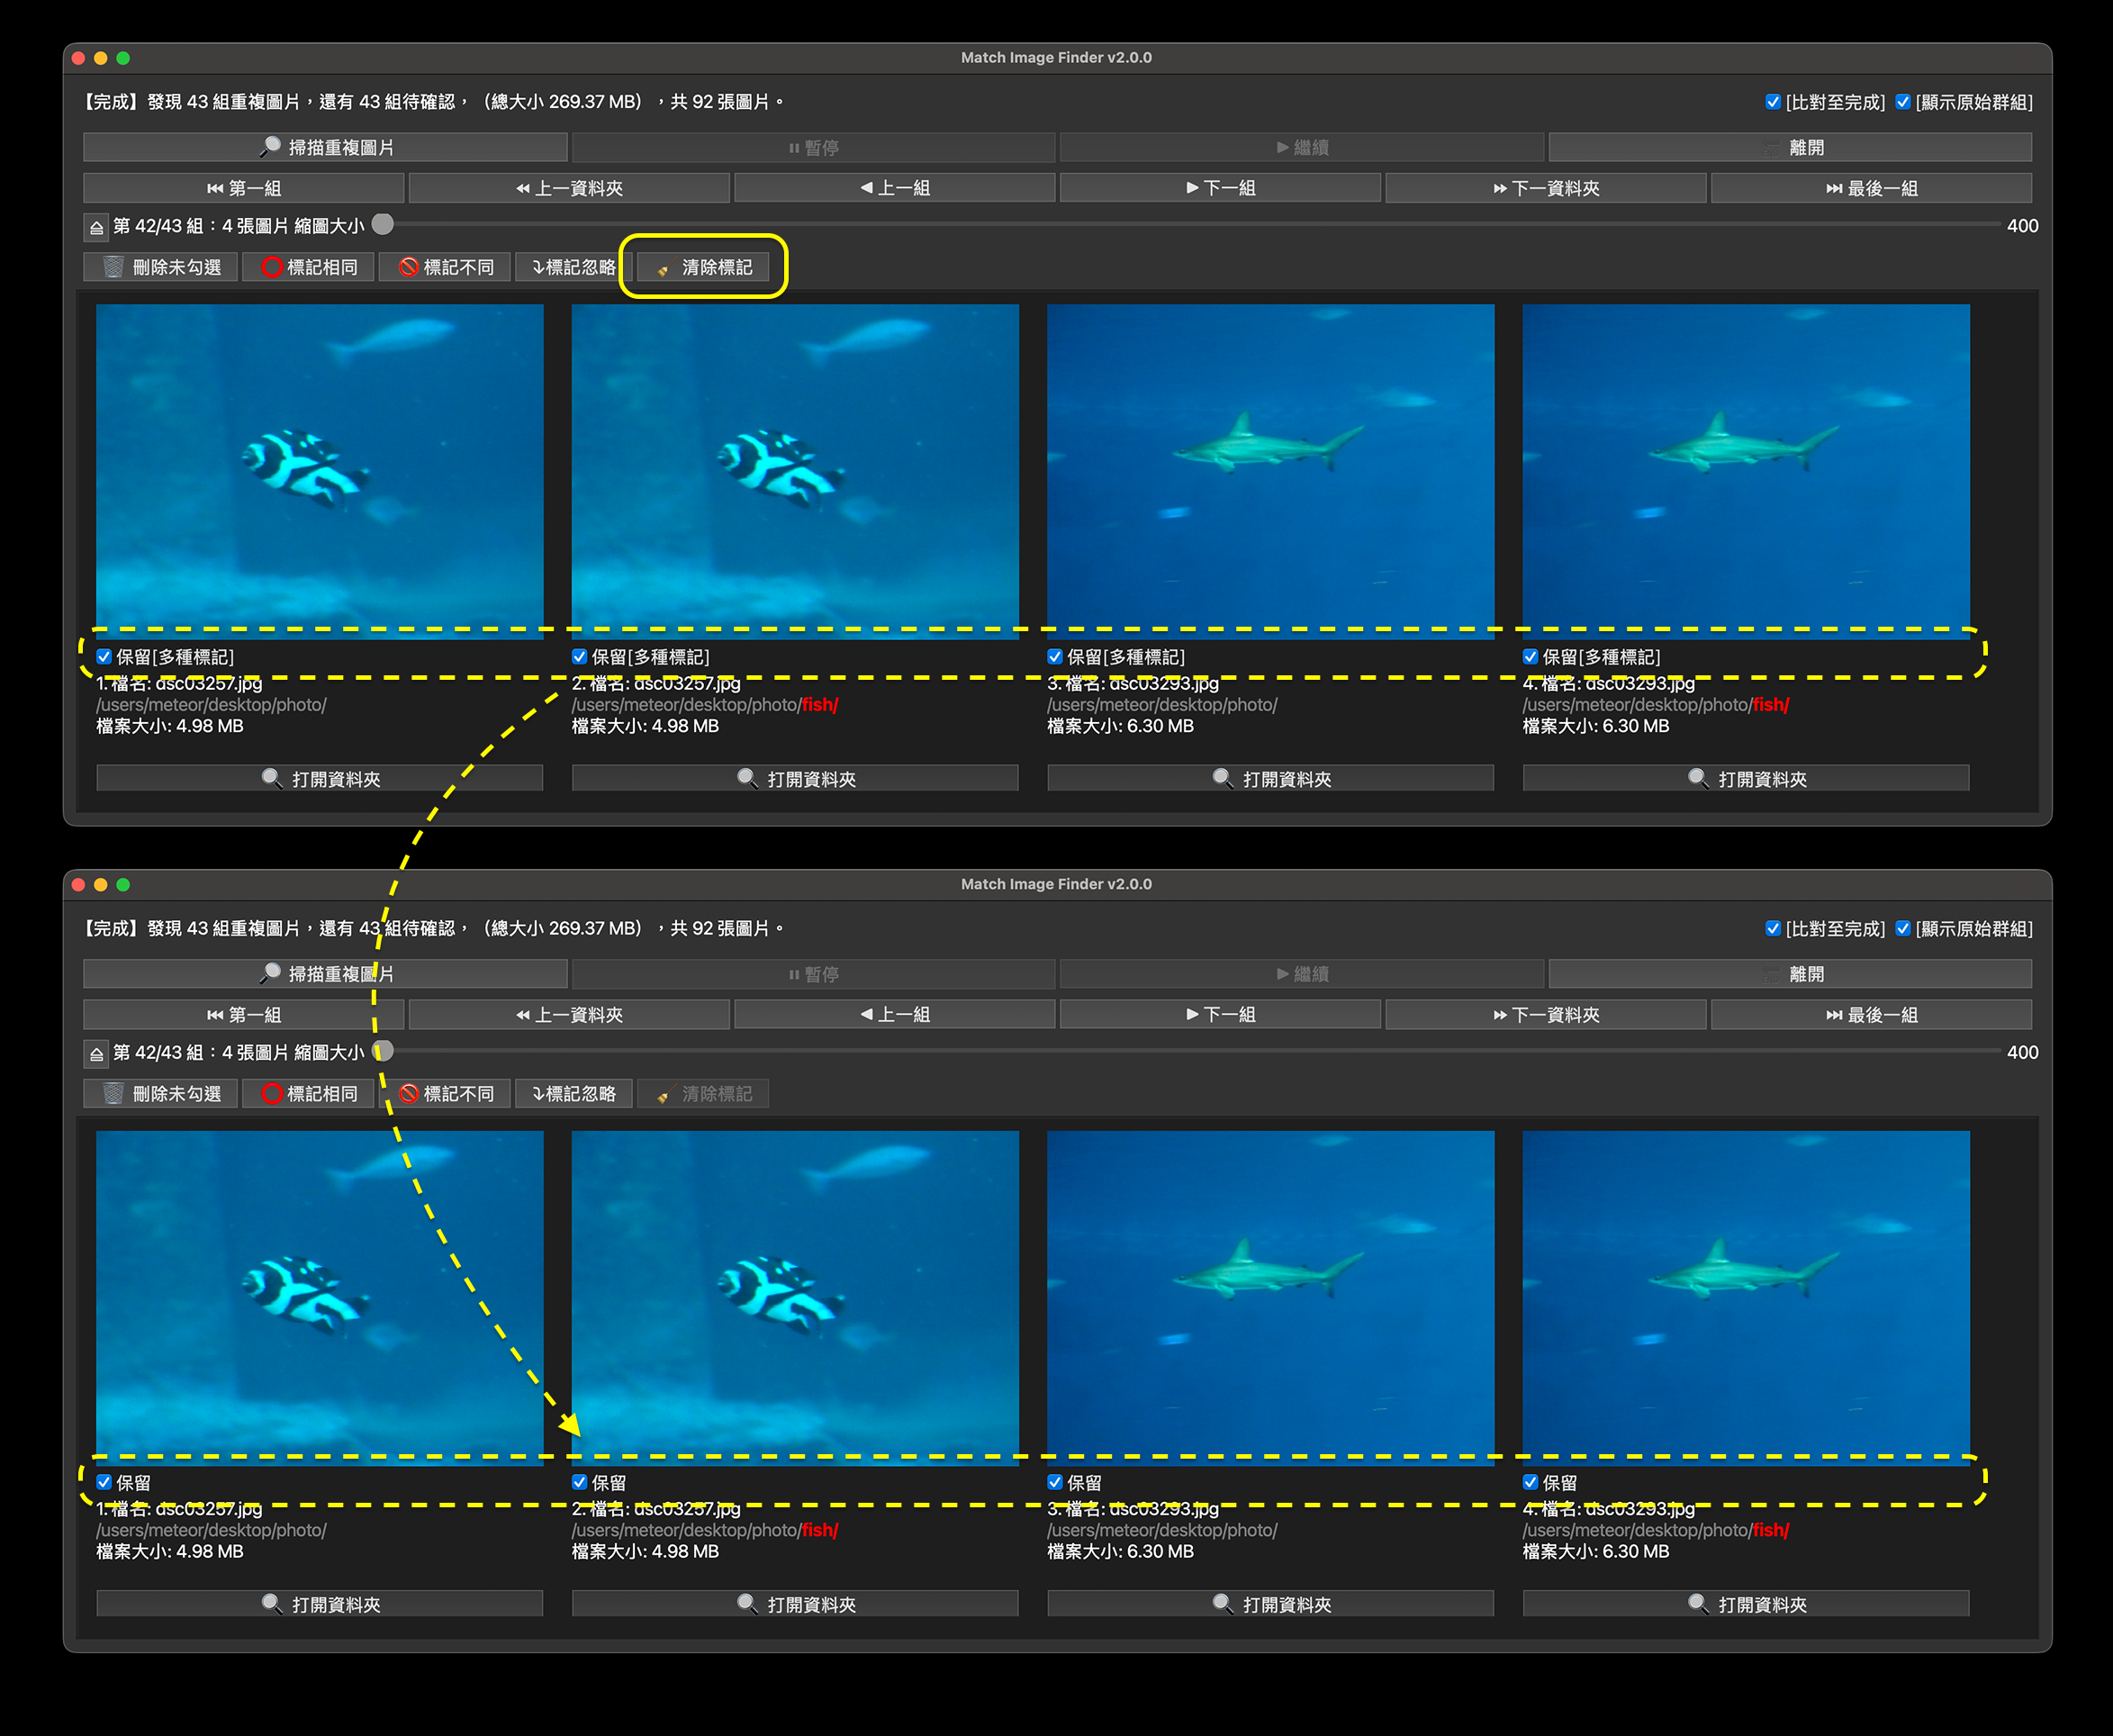 Match Image Finder v2.0.0
【完成】發現 43 組重複圖片，還有 43 組待確認，（總大小 269.37 MB），共 92 張圖片。 [比對至完成] [顯示原始群組]
掃描重複圖片 暫停 繼續 離開
第一組 上一資料夾 上一組 下一組 下一資料夾 最後一組
第 42/43 組：4 張圖片 縮圖大小 400
刪除未勾選 標記相同 標記不同 標記忽略 清除標記
保留[多種標記] 保留[多種標記] 保留[多種標記] 保留[多種標記]
1. 檔名: dsc03257.jpg 2. 檔名: dsc03257.jpg 3. 檔名: dsc03293.jpg 4. 檔名: dsc03293.jpg
/users/meteor/desktop/photo/ /users/meteor/desktop/photo/fish/ /users/meteor/desktop/photo/ /users/meteor/desktop/photo/fish/
檔案大小: 4.98 MB 檔案大小: 4.98 MB 檔案大小: 6.30 MB 檔案大小: 6.30 MB
打開資料夾 打開資料夾 打開資料夾 打開資料夾
Match Image Finder v2.0.0
【完成】發現 43 組重複圖片，還有 43 組待確認，（總大小 269.37 MB），共 92 張圖片。 [比對至完成] [顯示原始群組]
掃描重複圖片 暫停 繼續 離開
第一組 上一資料夾 上一組 下一組 下一資料夾 最後一組
第 42/43 組：4 張圖片 縮圖大小 400
刪除未勾選 標記相同 標記不同 標記忽略 清除標記
保留 保留 保留 保留
1. 檔名: dsc03257.jpg 2. 檔名: dsc03257.jpg 3. 檔名: dsc03293.jpg 4. 檔名: dsc03293.jpg
/users/meteor/desktop/photo/ /users/meteor/desktop/photo/fish/ /users/meteor/desktop/photo/ /users/meteor/desktop/photo/fish/
檔案大小: 4.98 MB 檔案大小: 4.98 MB 檔案大小: 6.30 MB 檔案大小: 6.30 MB
打開資料夾 打開資料夾 打開資料夾 打開資料夾